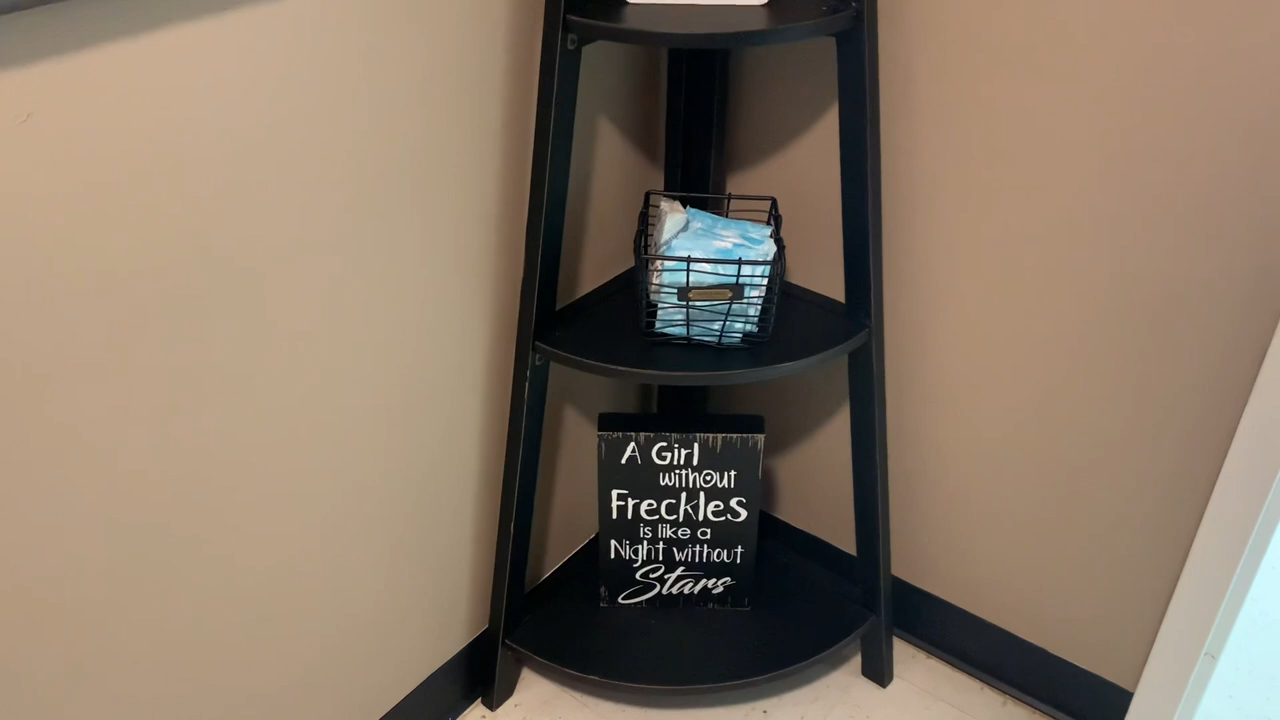 A Girl
without
Freckles
is like a
Night without
Stars